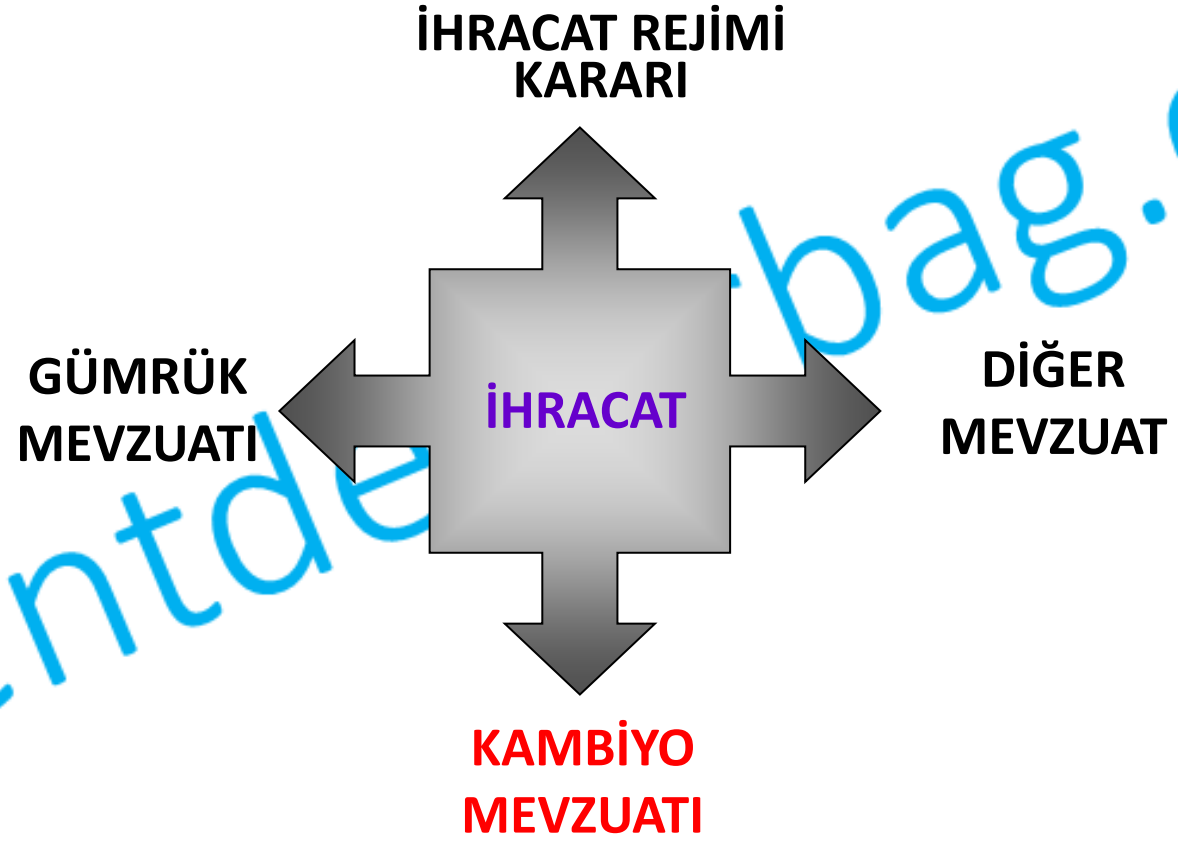 İHRACAT REJİMİ
KARARI
GÜMRÜK
MEVZUATI
İHRACAT
DİĞER
MEVZUAT
KAMBİYO
MEVZUATI